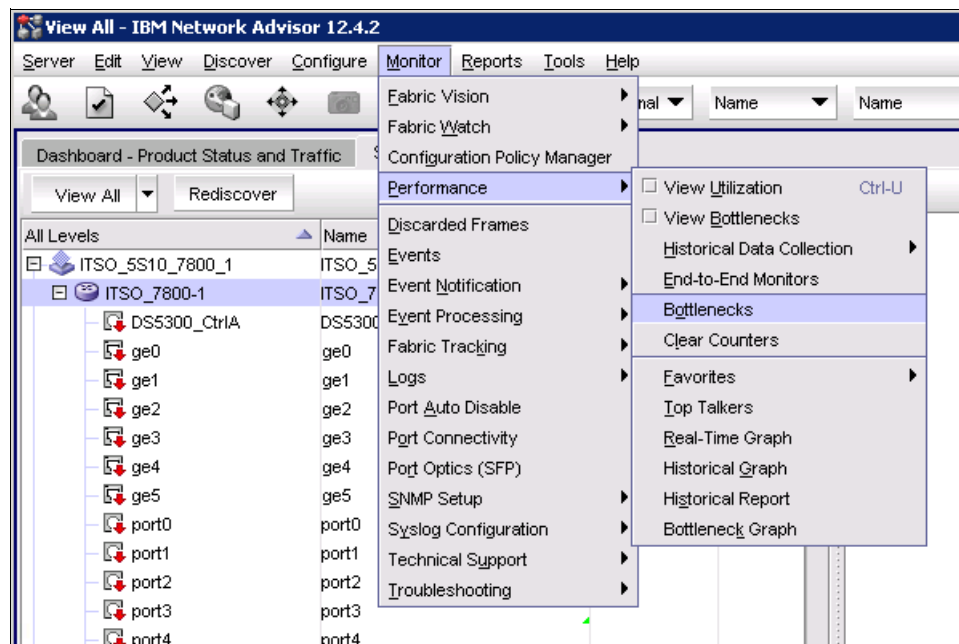 View All - IBM Network Advisor 12.4.2
Server Edit View Discover Configure Monitor Reports Tools Help
nal Name Name
Dashboard - Product Status and Traffic S
View All Rediscover
All Levels Name
ITSO_5S10_7800_1 ITSO_5
ITSO_7800-1 ITSO_7
DS5300_CtrlA DS5300
ge0 ge0
ge1 ge1
ge2 ge2
ge3 ge3
ge4 ge4
ge5 ge5
port0 port0
port1 port1
port2 port2
port3 port3
port4 port4
Fabric Vision
Fabric Watch
Configuration Policy Manager
Performance
Discarded Frames
Events
Event Notification
Event Processing
Fabric Tracking
Logs
Port Auto Disable
Port Connectivity
Port Optics (SFP)
SNMP Setup
Syslog Configuration
Technical Support
Troubleshooting
View Utilization Ctrl-U
View Bottlenecks
Historical Data Collection
End-to-End Monitors
Bottlenecks
Clear Counters
Favorites
Top Talkers
Real-Time Graph
Historical Graph
Historical Report
Bottleneck Graph